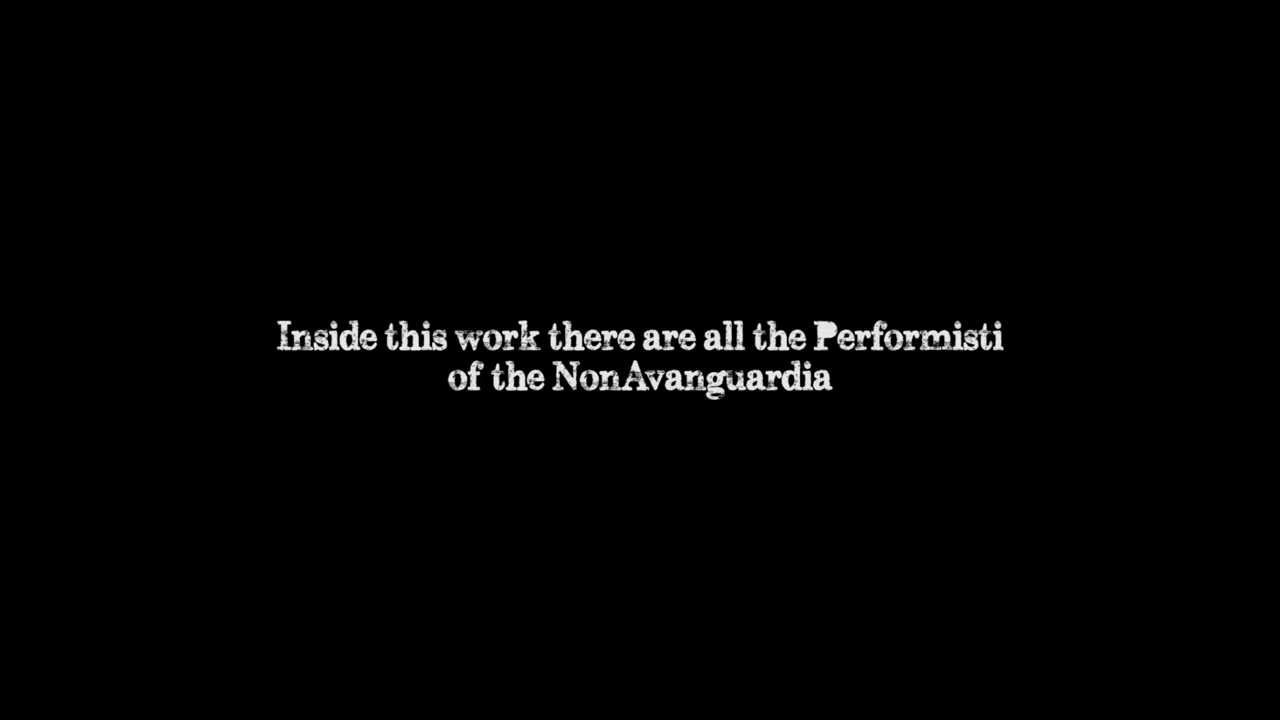 Inside this work there are all the Performisti
of the NonAvanguardia